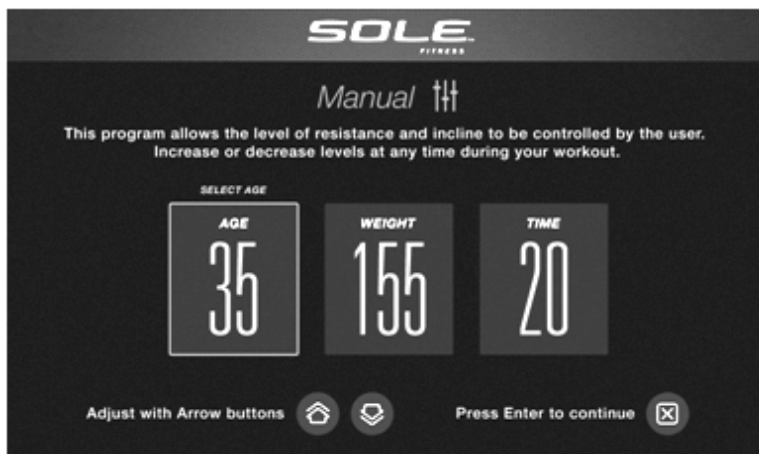 SOLE
FITNESS
Manual
This program allows the level of resistance and incline to be controlled by the user.
Increase or decrease levels at any time during your workout.
SELECT AGE
AGE WEIGHT TIME
35 155 20
Adjust with Arrow buttons Press Enter to continue